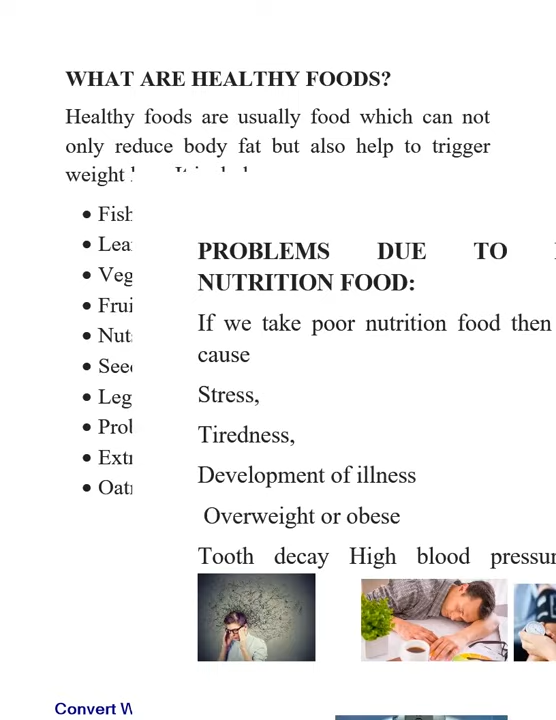 WHAT ARE HEALTHY FOODS?
Healthy foods are usually food which can not
only reduce body fat but also help to trigger
weight
• Fish
• Lea
• Veg
• Frui
• Nut
• See
• Leg
• Prob
• Extr
• Oat
PROBLEMS DUE TO
NUTRITION FOOD:
If we take poor nutrition food then
cause
Stress,
Tiredness,
Development of illness
Overweight or obese
Tooth decay High blood pressur
Convert W